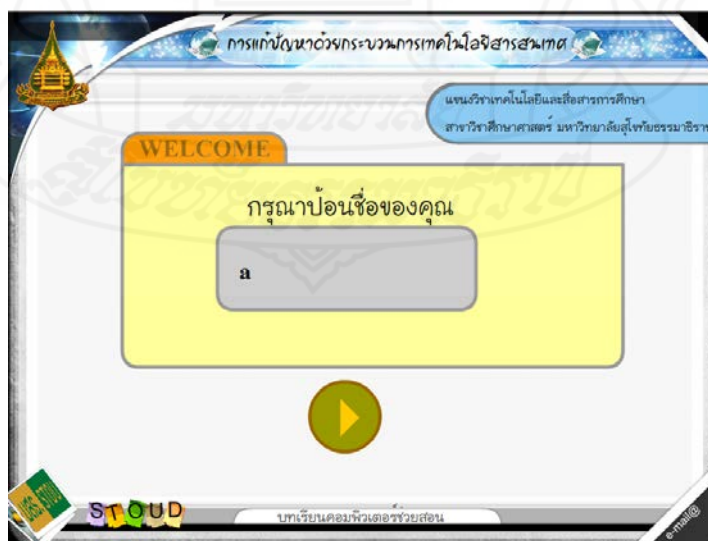 การแก้ปัญหาด้วยกระบวนการเทคโนโลยีสารสนเทศ
แขนงวิชาเทคโนโลยีและสื่อสารการศึกษา
สาขาวิชาศึกษาศาสตร์ มหาวิทยาลัยสุโขทัยธรรมาธิราช
WELCOME
กรุณาป้อนชื่อของคุณ
a
STOUD
บทเรียนคอมพิวเตอร์ช่วยสอน
e-mail@